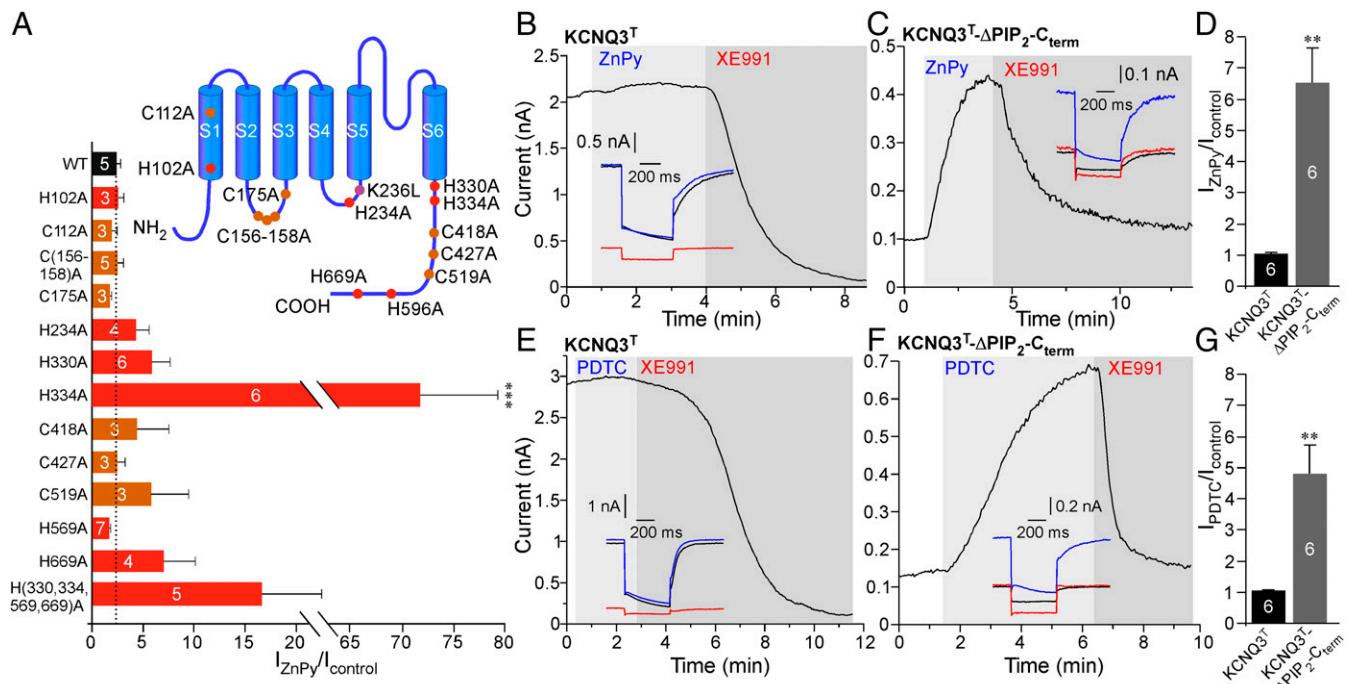 A
C112A
H102A
S1
S2
S3
S4
S5
S6
NH2
C175A
C156-158A
K236L
H234A
H330A
H334A
C418A
C427A
C519A
H669A
H596A
COOH
WT
5
H102A
3
C112A
3
C(156-
158)A
5
C175A
3
H234A
4
H330A
6
H334A
6
***
C418A
3
C427A
3
C519A
3
H569A
7
H669A
4
H(330,334,
569,669)A
5
0 5 10 15 20 65 70 75 80
IZnPy/Icontrol
B
KCNQ3T
ZnPy
XE991
2.5
2
1.5
1
0.5
0
Current (nA)
0.5 nA
200 ms
0 2 4 6 8
Time (min)
C
KCNQ3T-ΔPIP2-Cterm
ZnPy
XE991
0.1 nA
200 ms
0.5
0.4
0.3
0.2
0.1
0 5 10
Time (min)
D
**
8
7
6
5
4
3
2
1
0
IZnPy/Icontrol
6
6
KCNQ3T
KCNQ3T-
ΔPIP2-Cterm
E
KCNQ3T
PDTC
XE991
3
2.5
2
1.5
1
0.5
0
Current (nA)
1 nA
200 ms
0 2 4 6 8 10 12
Time (min)
F
KCNQ3T-ΔPIP2-Cterm
PDTC
XE991
0.7
0.6
0.5
0.4
0.3
0.2
0.1
0
0.2 nA
200 ms
0 2 4 6 8
Time (min)
G
**
8
7
6
5
4
3
2
1
0
IPDTC/Icontrol
6
6
KCNQ3T
KCNQ3T-
ΔPIP2-Cterm